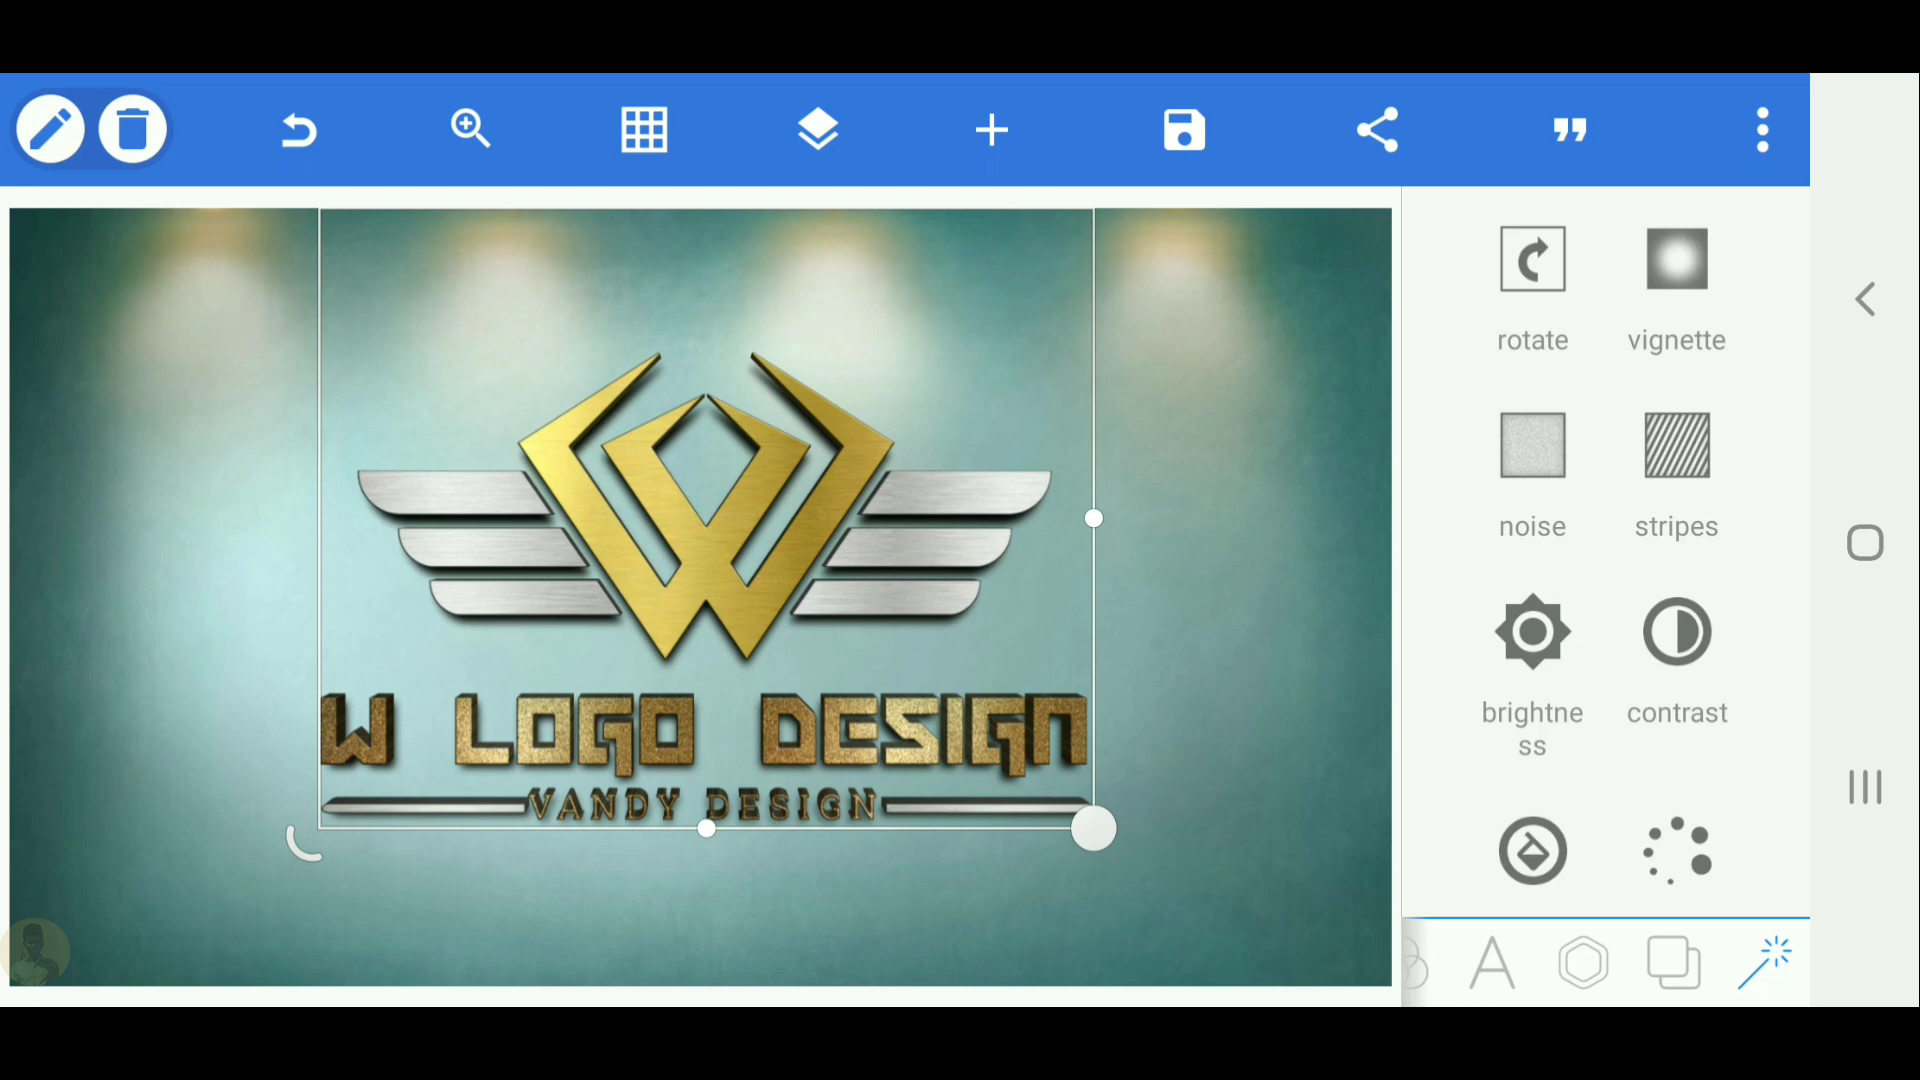 rotate
vignette
noise
stripes
brightne
ss
contrast
W LOGO DESIGN
VANDY DESIGN